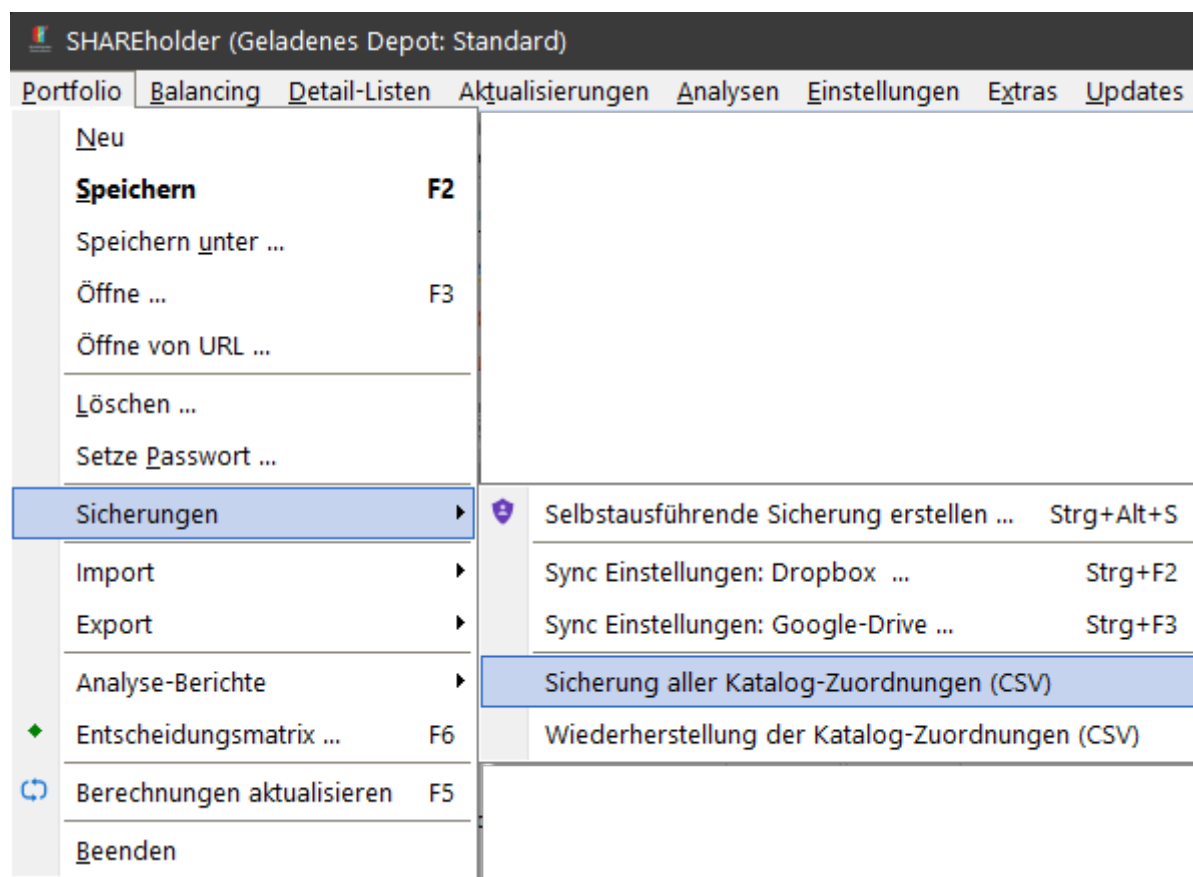 SHAREholder (Geladenes Depot: Standard)
Portfolio Balancing Detail-Listen Aktualisierungen Analysen Einstellungen Extras Updates
Neu
Speichern F2
Speichern unter ...
Öffne ... F3
Öffne von URL ...
Löschen ...
Setze Passwort ...
Sicherungen
Selbstausführende Sicherung erstellen ... Strg+Alt+S
Import
Sync Einstellungen: Dropbox ... Strg+F2
Export
Sync Einstellungen: Google-Drive ... Strg+F3
Analyse-Berichte
Sicherung aller Katalog-Zuordnungen (CSV)
Entscheidungsmatrix ... F6
Wiederherstellung der Katalog-Zuordnungen (CSV)
Berechnungen aktualisieren F5
Beenden